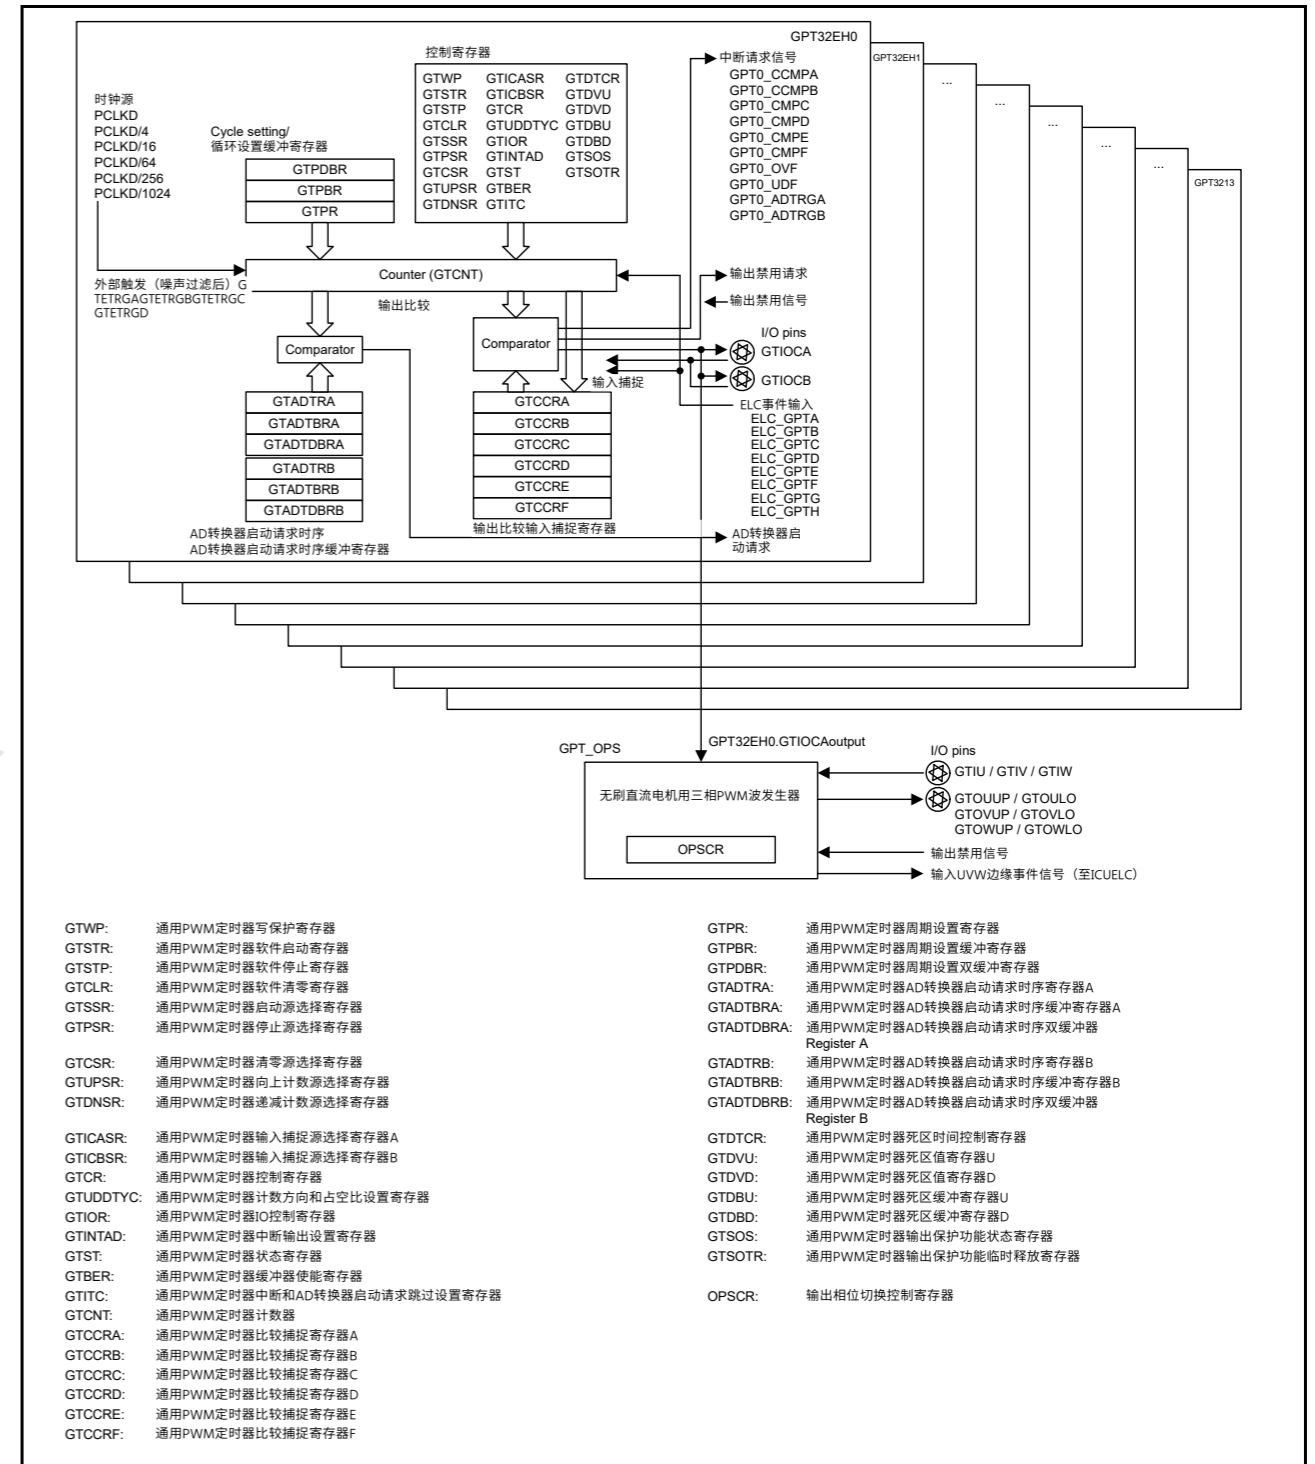 GPT32EH0
GPT32EH1
...
...
...
...
...
GPT3213
时钟源
PCLKD
PCLKD/4
PCLKD/16
PCLKD/64
PCLKD/256
PCLKD/1024
Cycle setting/
循环设置缓冲寄存器
GTPDBR
GTPBR
GTPR
控制寄存器
GTWP GTICASR GTDTCR
GTSTR GTICBSR GTDVU
GTSTP GTCR GTDVD
GTCLR GTUDDTYC GTDBU
GTSSR GTIOR GTDBD
GTPSR GTINTAD GTSOS
GTCSR GTST GTSOTR
GTUPSR GTBER
GTDNSR GTITC
中断请求信号
GPT0_CCMPA
GPT0_CCMPB
GPT0_CMPC
GPT0_CMPD
GPT0_CMPE
GPT0_CMPF
GPT0_OVF
GPT0_UDF
GPT0_ADTRGA
GPT0_ADTRGB
Counter (GTCNT)
外部触发（噪声过滤后）G
TETRGAGTETRGBGTETRGC
GTETRGD
输出比较
输出禁用请求
输出禁用信号
Comparator
Comparator
I/O pins
GTIOCA
GTIOCB
输入捕捉
GTADTRA
GTADTBRA
GTADTDBRA
GTADTRB
GTADTBRB
GTADTDBRB
GTCCRA
GTCCRB
GTCCRC
GTCCRD
GTCCRE
GTCCRF
ELC事件输入
ELC_GPTA
ELC_GPTB
ELC_GPTC
ELC_GPTD
ELC_GPTE
ELC_GPTF
ELC_GPTG
ELC_GPTH
输出比较输入捕捉寄存器
AD转换器启动请求时序
AD转换器启动请求时序缓冲寄存器
AD转换器启
动请求
GPT_OPS
GPT32EH0.GTIOCAoutput
无刷直流电机用三相PWM波发生器
OPSCR
I/O pins
GTIU / GTIV / GTIW
GTOUUP / GTOULO
GTOVUP / GTOVLO
GTOWUP / GTOWLO
输出禁用信号
输入UVW边缘事件信号（至ICUELC）
GTWP: 通用PWM定时器写保护寄存器
GTSTR: 通用PWM定时器软件启动寄存器
GTSTP: 通用PWM定时器软件停止寄存器
GTCLR: 通用PWM定时器软件清零寄存器
GTSSR: 通用PWM定时器启动源选择寄存器
GTPSR: 通用PWM定时器停止源选择寄存器
GTCSR: 通用PWM定时器清零源选择寄存器
GTUPSR: 通用PWM定时器向上计数源选择寄存器
GTDNSR: 通用PWM定时器递减计数源选择寄存器
GTICASR: 通用PWM定时器输入捕捉源选择寄存器A
GTICBSR: 通用PWM定时器输入捕捉源选择寄存器B
GTCR: 通用PWM定时器控制寄存器
GTUDDTYC: 通用PWM定时器计数方向和占空比设置寄存器
GTIOR: 通用PWM定时器IO控制寄存器
GTINTAD: 通用PWM定时器中断输出设置寄存器
GTST: 通用PWM定时器状态寄存器
GTBER: 通用PWM定时器缓冲器使能寄存器
GTITC: 通用PWM定时器中断和AD转换器启动请求跳过设置寄存器
GTCNT: 通用PWM定时器计数器
GTCCRA: 通用PWM定时器比较捕捉寄存器A
GTCCRB: 通用PWM定时器比较捕捉寄存器B
GTCCRC: 通用PWM定时器比较捕捉寄存器C
GTCCRD: 通用PWM定时器比较捕捉寄存器D
GTCCRE: 通用PWM定时器比较捕捉寄存器E
GTCCRF: 通用PWM定时器比较捕捉寄存器F
GTPR: 通用PWM定时器周期设置寄存器
GTPBR: 通用PWM定时器周期设置缓冲寄存器
GTPDBR: 通用PWM定时器周期设置双缓冲寄存器
GTADTRA: 通用PWM定时器AD转换器启动请求时序寄存器A
GTADTBRA: 通用PWM定时器AD转换器启动请求时序缓冲寄存器A
GTADTDBRA: 通用PWM定时器AD转换器启动请求时序双缓冲器
Register A
GTADTRB: 通用PWM定时器AD转换器启动请求时序寄存器B
GTADTBRB: 通用PWM定时器AD转换器启动请求时序缓冲寄存器B
GTADTDBRB: 通用PWM定时器AD转换器启动请求时序双缓冲器
Register B
GTDTCR: 通用PWM定时器死区时间控制寄存器
GTDVU: 通用PWM定时器死区值寄存器U
GTDVD: 通用PWM定时器死区值寄存器D
GTDBU: 通用PWM定时器死区缓冲寄存器U
GTDBD: 通用PWM定时器死区缓冲寄存器D
GTSOS: 通用PWM定时器输出保护功能状态寄存器
GTSOTR: 通用PWM定时器输出保护功能临时释放寄存器
OPSCR: 输出相位切换控制寄存器